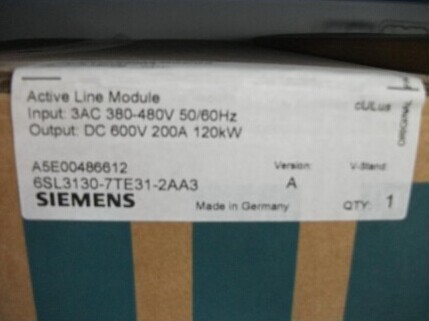 Active Line Module
Input: 3AC 380-480V 50/60Hz
Output: DC 600V 200A 120kW
cULus
A5E00486612
Version:
V-Stand:
6SL3130-7TE31-2AA3
A
SIEMENS
Made in Germany
QTY: 1